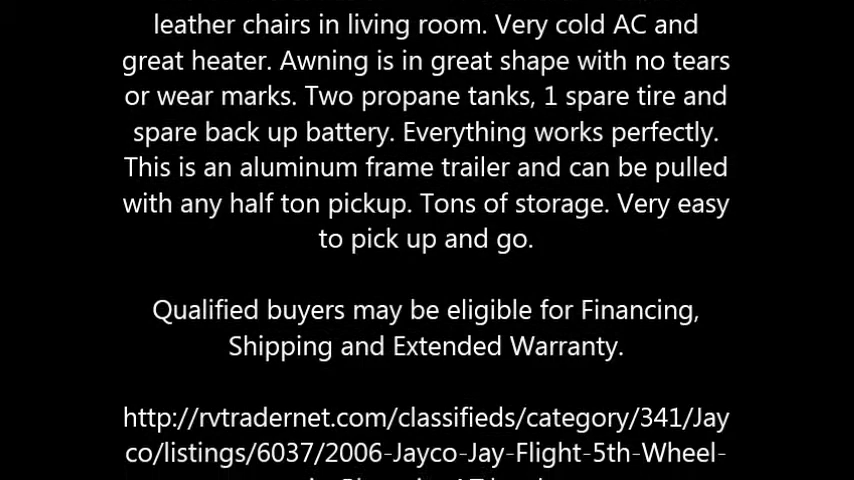 leather chairs in living room. Very cold AC and
great heater. Awning is in great shape with no tears
or wear marks. Two propane tanks, 1 spare tire and
spare back up battery. Everything works perfectly.
This is an aluminum frame trailer and can be pulled
with any half ton pickup. Tons of storage. Very easy
to pick up and go.
Qualified buyers may be eligible for Financing,
Shipping and Extended Warranty.
http://rvtradernet.com/classifieds/category/341/Jay
co/listings/6037/2006-Jayco-Jay-Flight-5th-Wheel-